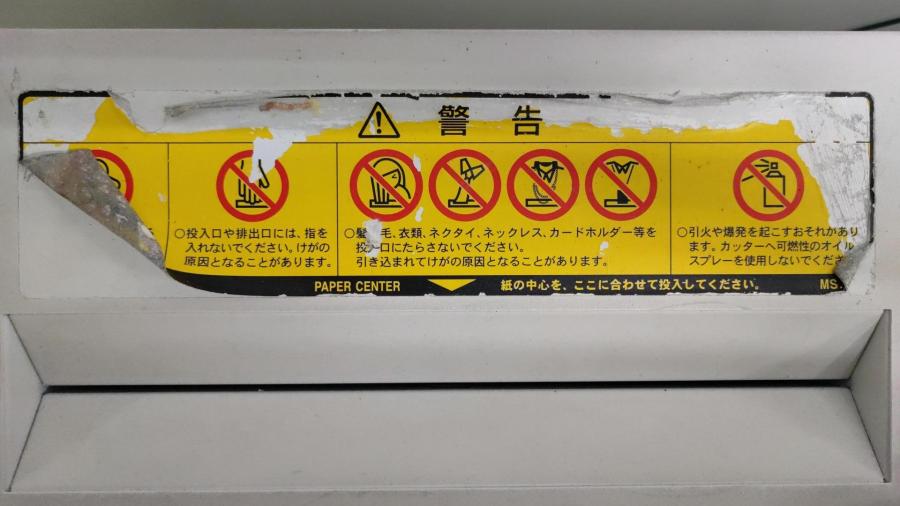 警告
○投入口や排出口には、指を
入れないでください。けがの
原因となることがあります。
○髪 毛、衣類、ネクタイ、ネックレス、カードホルダー等を
投 口にたらさないでください。
引き込まれてけがの原因となることがあります。
○引火や爆発を起こすおそれがあり
ます。カッターへ可燃性のオイル
スプレーを使用しないでくださ
PAPER CENTER 紙の中心を、ここに合わせて投入してください。 MS